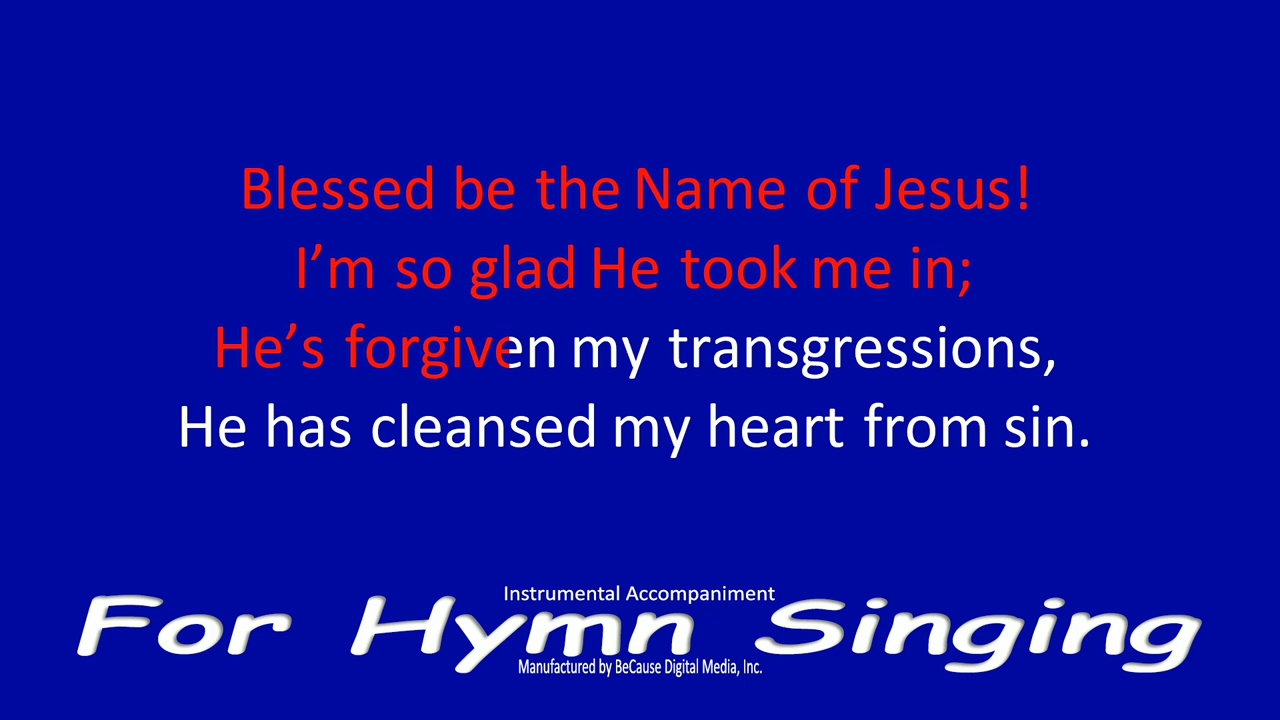 Blessed be the Name of Jesus!
I’m so glad He took me in;
He’s forgiven my transgressions,
He has cleansed my heart from sin.
Instrumental Accompaniment
For Hymn Singing
Manufactured by BeCause Digital Media, Inc.